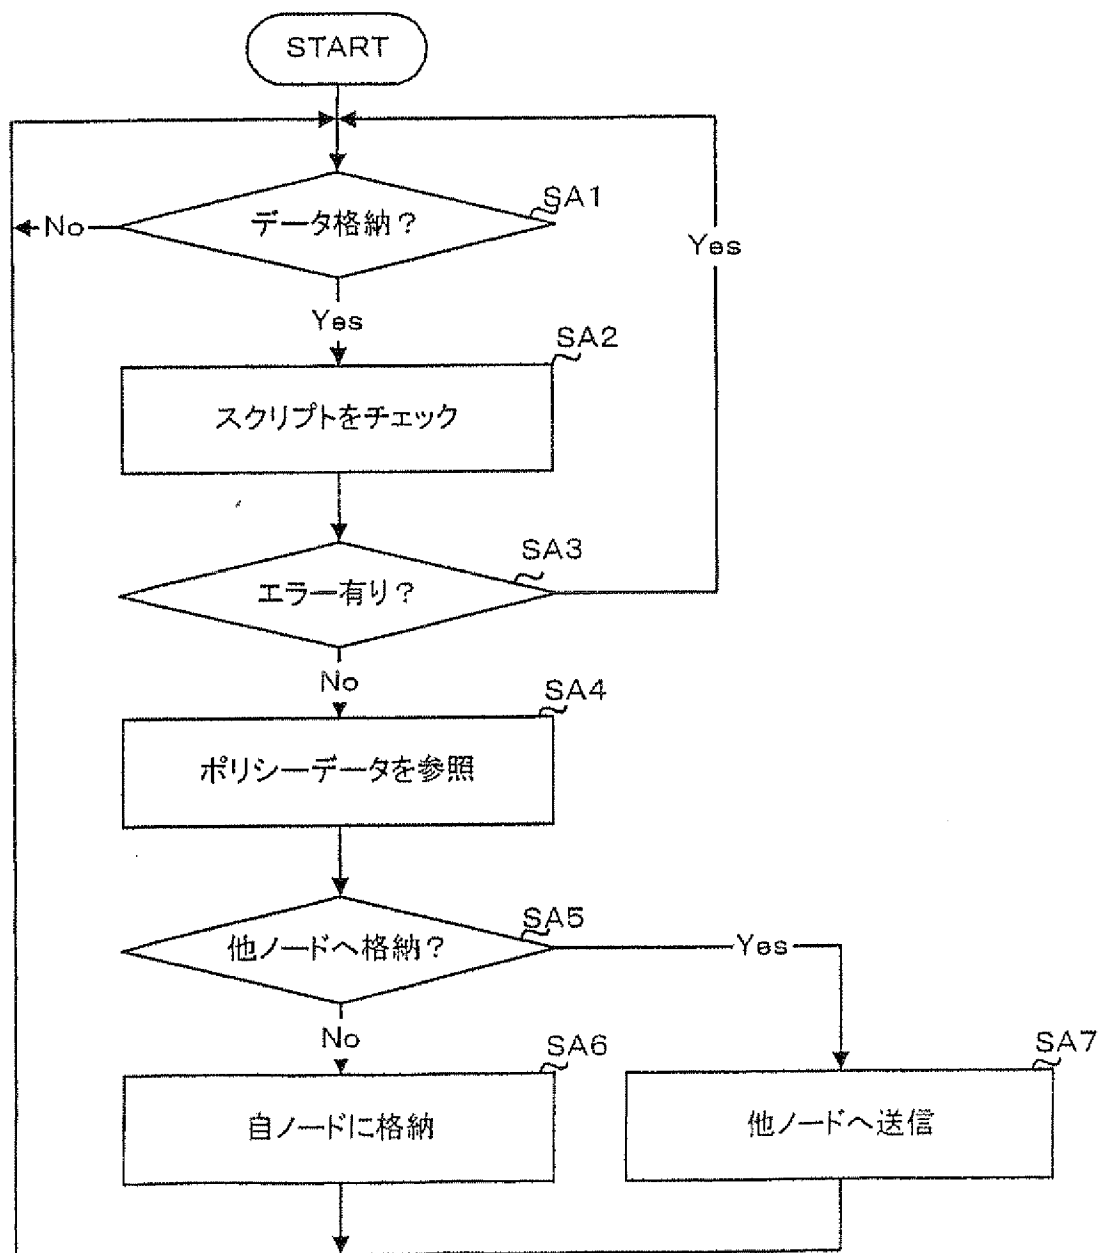 START
データ格納？
SA1
No
Yes
Yes
SA2
スクリプトをチェック
SA3
エラー有り？
No
SA4
ポリシーデータを参照
SA5
他ノードへ格納？
Yes
No
SA6
自ノードに格納
SA7
他ノードへ送信